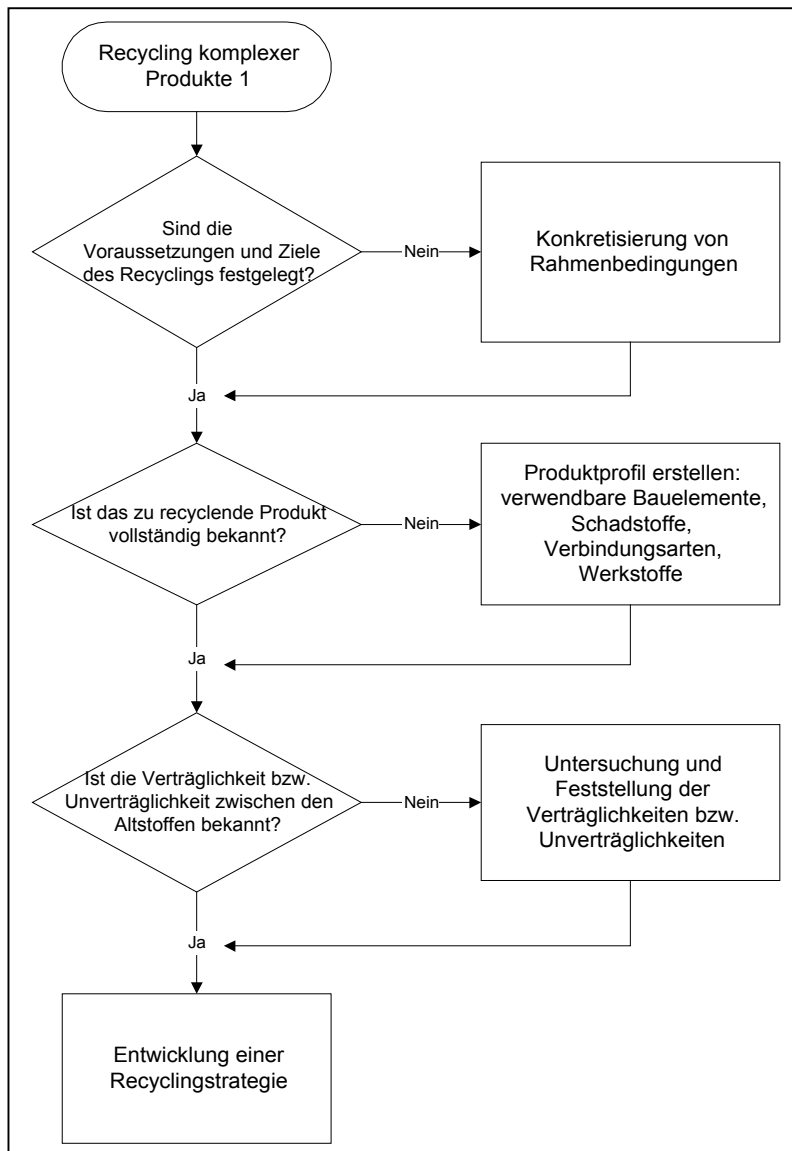 Recycling komplexer
Produkte 1
Sind die
Voraussetzungen und Ziele
des Recyclings festgelegt?
Nein
Konkretisierung von
Rahmenbedingungen
Ja
Ist das zu recyclende Produkt
vollständig bekannt?
Nein
Produktprofil erstellen:
verwendbare Bauelemente,
Schadstoffe,
Verbindungsarten,
Werkstoffe
Ja
Ist die Verträglichkeit bzw.
Unverträglichkeit zwischen den
Altstoffen bekannt?
Nein
Untersuchung und
Feststellung der
Verträglichkeiten bzw.
Unverträglichkeiten
Ja
Entwicklung einer
Recyclingstrategie